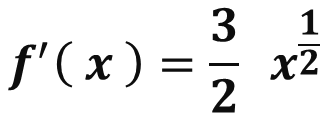 f′( x ) = 3/2 x^(1/2)